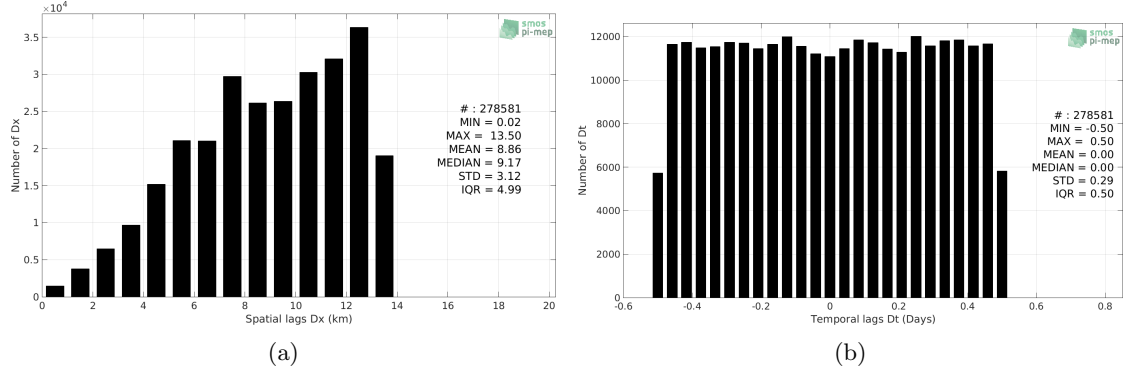 ×10⁴
3.5
3
2.5
2
1.5
1
0.5
0
0 2 4 6 8 10 12 14 16 18 20
Number of Dx
Spatial lags Dx (km)
smos
pi-mep
# : 278581
MIN = 0.02
MAX = 13.50
MEAN = 8.86
MEDIAN = 9.17
STD = 3.12
IQR = 4.99
(a)
12000
10000
8000
6000
4000
2000
0
-0.6 -0.4 -0.2 0 0.2 0.4 0.6 0.8
Number of Dt
Temporal lags Dt (Days)
smos
pi-mep
# : 278581
MIN = -0.50
MAX = 0.50
MEAN = 0.00
MEDIAN = 0.00
STD = 0.29
IQR = 0.50
(b)